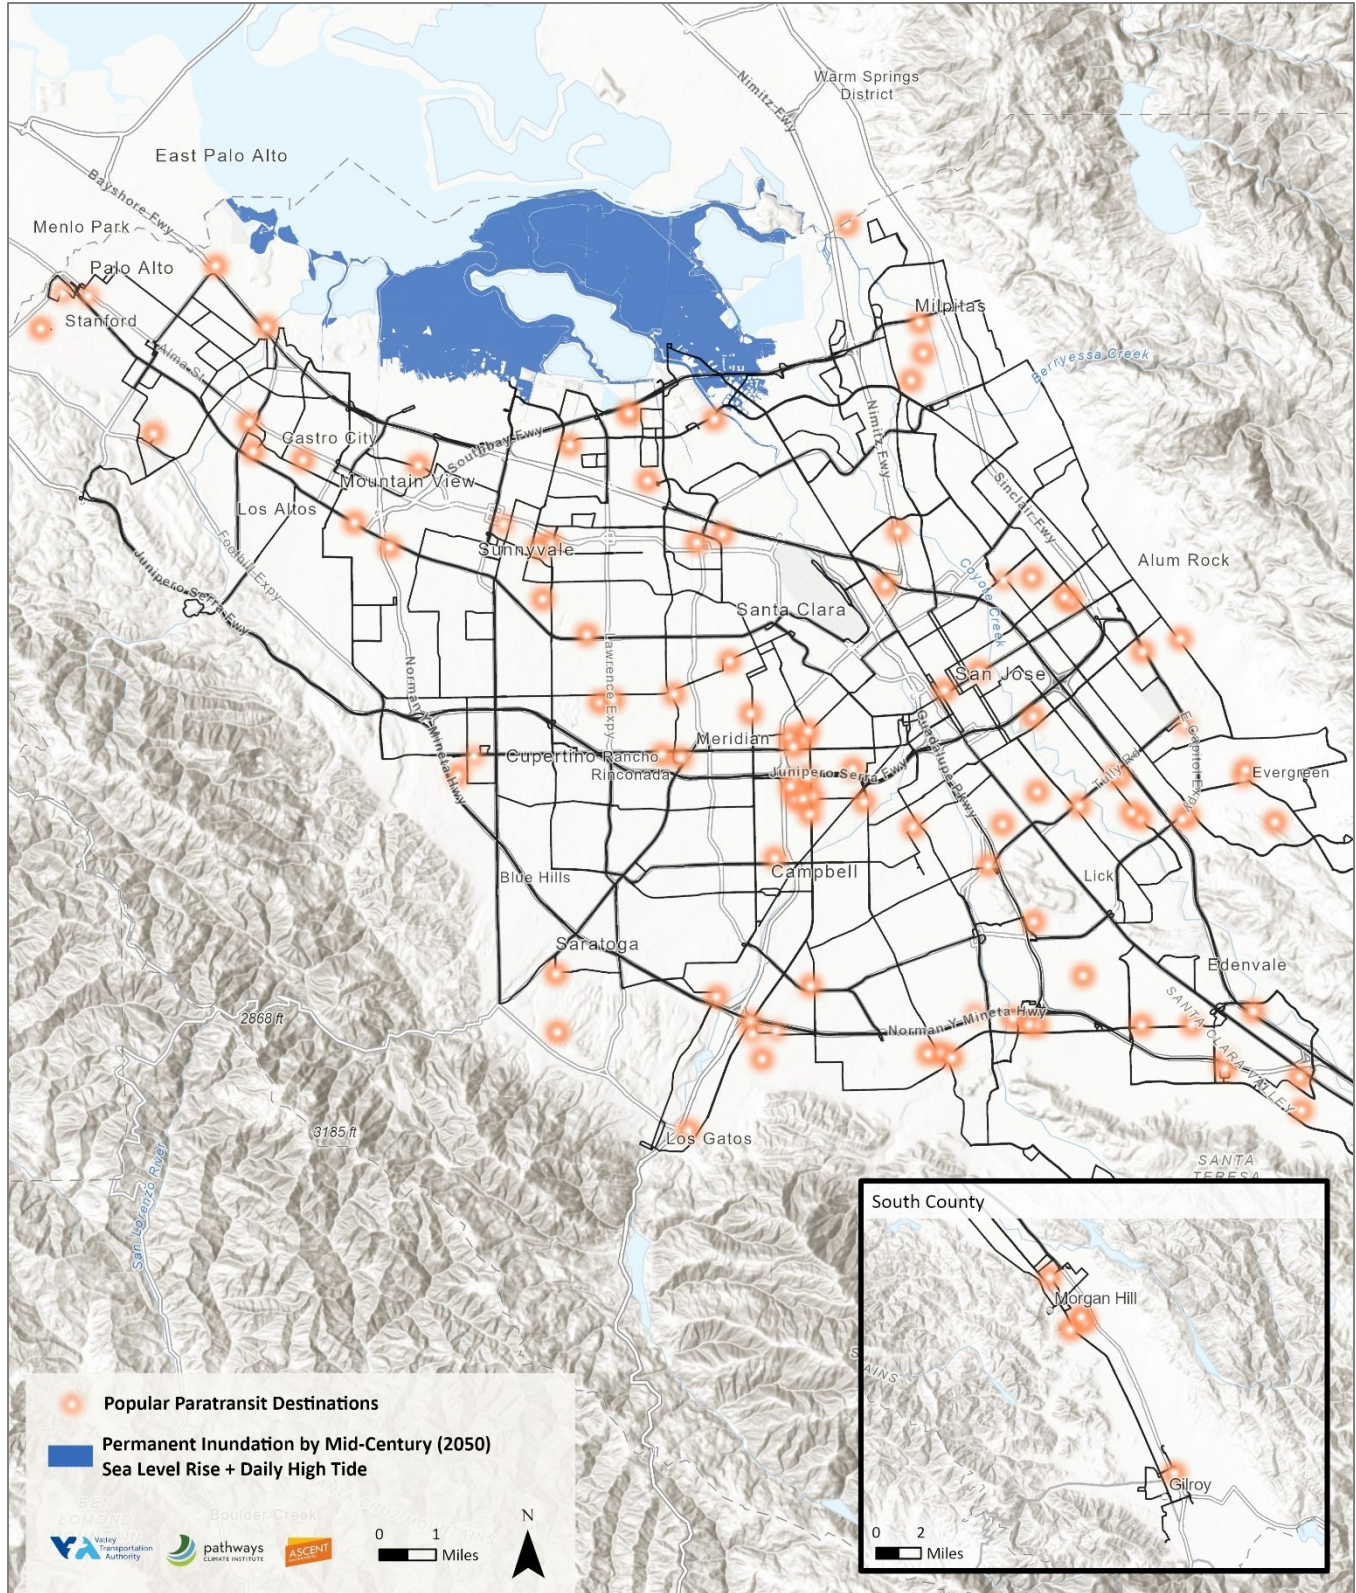 Warm Springs
District
Nimitz Fwy
East Palo Alto
Bayshore Fwy
Menlo Park
Palo Alto
Stanford
Milpitas
Berryessa Creek
Alma St
Castro City
Southbay Fwy
Nimitz Fwy
Mountain View
Sinclair Fwy
Los Altos
Foothill Expy
Sunnyvale
Junipero Serra Fwy
Coyote Creek
Alum Rock
Santa Clara
Lawrence Expy
San Jose
Norman Y Mineta Hwy
Guadalupe Pkwy
E Capitol Expy
Meridian
Cupertino
Rancho
Rinconada
Junipero Serra Fwy
Tully Rd
Evergreen
Blue Hills
Campbell
Lick
Saratoga
Edenvale
2868 ft
Norman Y Mineta Hwy
SANTA CLARA VALLEY
3185 ft
Los Gatos
San Lorenzo River
SANTA
TERESA
South County
Morgan Hill
AINS
Gilroy
0 2
Miles
Popular Paratransit Destinations
Permanent Inundation by Mid-Century (2050)
Sea Level Rise + Daily High Tide
BEN
LOMOND
Boulder Creek
VTA
Valley
Transportation
Authority
pathways
CLIMATE INSTITUTE
ASCENT
0 1
Miles
N